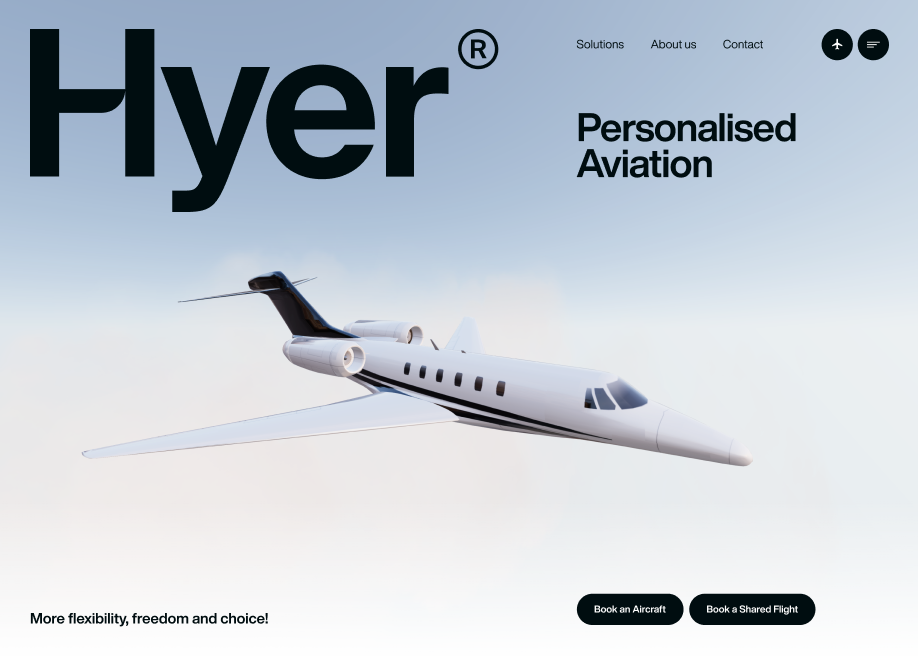 Hyer®
Solutions About us Contact
Personalised
Aviation
More flexibility, freedom and choice!
Book an Aircraft Book a Shared Flight